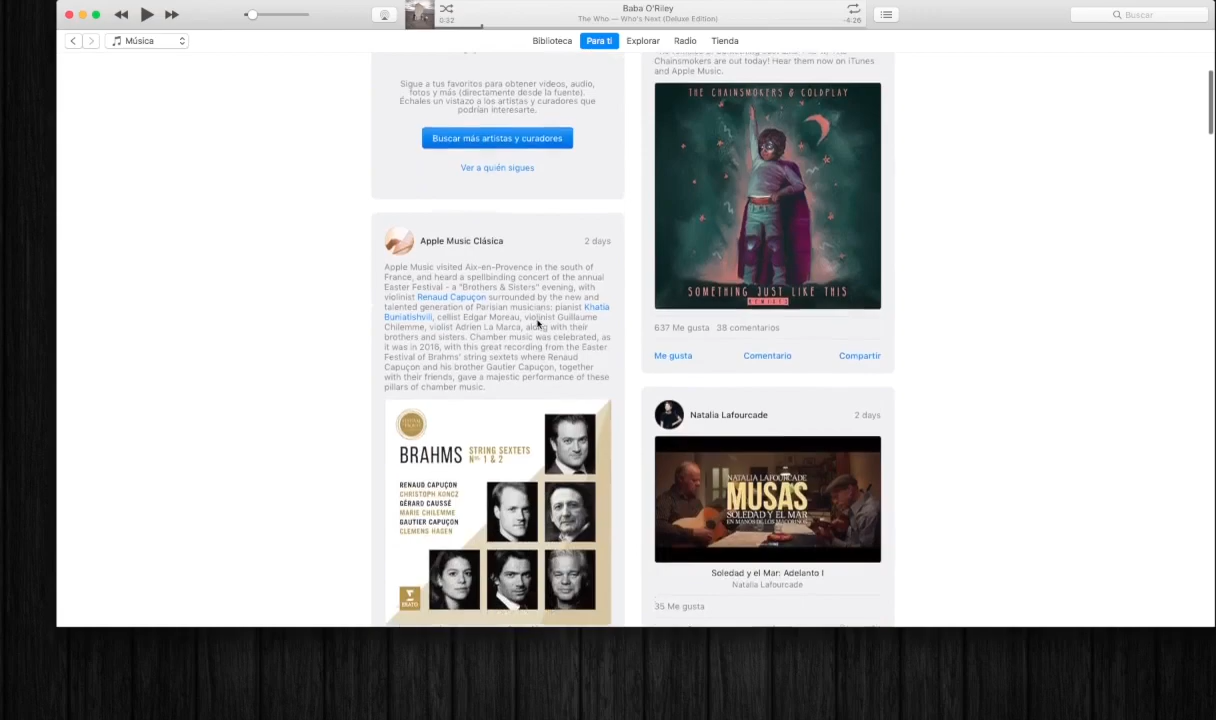 Baba O'Riley
The Who — Who's Next (Deluxe Edition)
0:32
-4:26
Buscar
Música
Biblioteca
Para ti
Explorar
Radio
Tienda
Sigue a tus favoritos para obtener videos, audio,
fotos y más (directamente desde la fuente).
Échales un vistazo a los artistas y curadores que
podrían interesarte.
Buscar más artistas y curadores
Ver a quién sigues
Apple Music Clásica
2 days
Apple Music visited Aix-en-Provence in the south of
France, and heard a spellbinding concert of the annual
Easter Festival - a "Brothers & Sisters" evening, with
violinist Renaud Capuçon surrounded by the new and
talented generation of Parisian musicians: pianist Khatia
Buniatishvili, cellist Edgar Moreau, violinist Guillaume
Chilemme, violist Adrien La Marca, along with their
brothers and sisters. Chamber music was celebrated, as
it was in 2016, with this great recording from the Easter
Festival of Brahms' string sextets where Renaud
Capuçon and his brother Gautier Capuçon, together
with their friends, gave a majestic performance of these
pillars of chamber music.
BRAHMS
STRING SEXTETS
Nos 1 & 2
RENAUD CAPUÇON
CHRISTOPH KONCZ
GÉRARD CAUSSÉ
MARIE CHILEMME
GAUTIER CAPUÇON
CLEMENS HAGEN
ERATO
Chainsmokers are out today! Hear them now on iTunes
and Apple Music.
THE CHAINSMOKERS & COLDPLAY
SOMETHING JUST LIKE THIS
REMIXES
637 Me gusta
38 comentarios
Me gusta
Comentario
Compartir
Natalia Lafourcade
2 days
NATALIA LAFOURCADE
MUSAS
SOLEDAD Y EL MAR
EN MANOS DE LOS MACORINOS
Soledad y el Mar: Adelanto I
Natalia Lafourcade
35 Me gusta